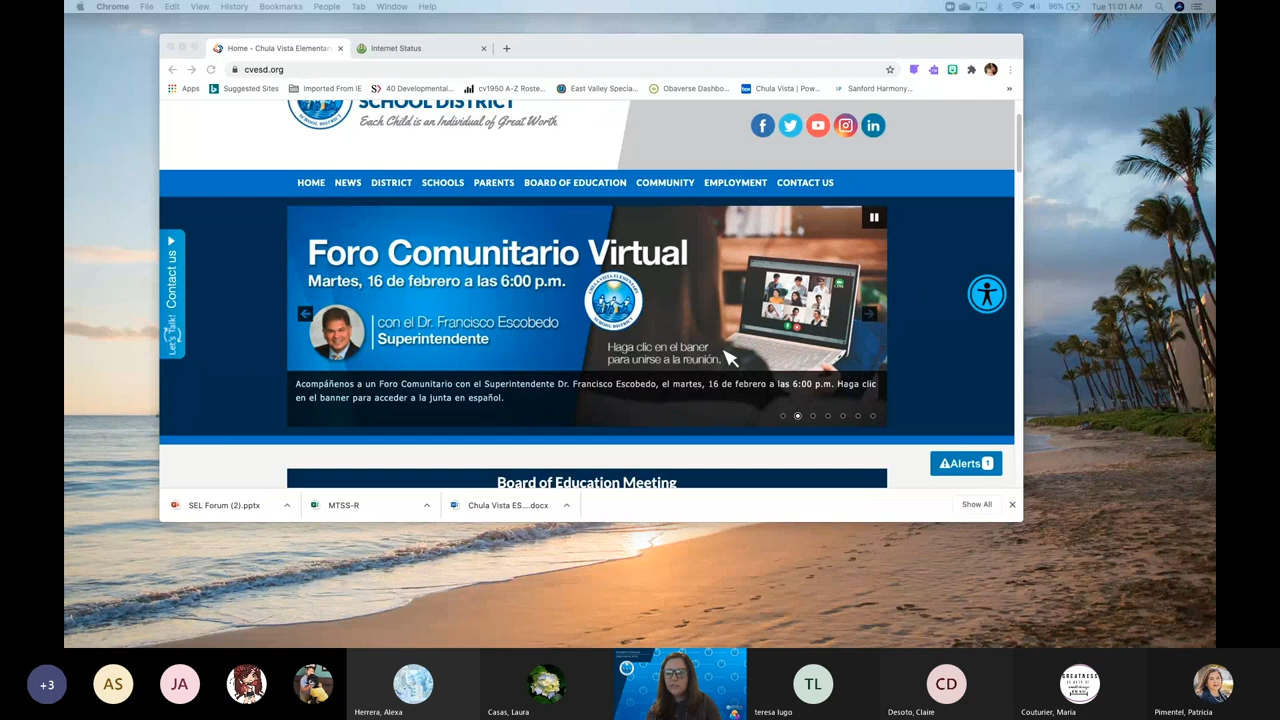 Chrome File Edit View History Bookmarks People Tab Window Help 96% Tue 11:01 AM
Home - Chula Vista Elementar Internet Status
cvesd.org
Apps Suggested Sites Imported From IE 40 Developmental... cv1950 A-Z Roste... East Valley Specia... Obaverse Dashbo... Chula Vista | Pow... Sanford Harmony... »
SCHOOL DISTRICT
Each Child is an Individual of Great Worth
HOME NEWS DISTRICT SCHOOLS PARENTS BOARD OF EDUCATION COMMUNITY EMPLOYMENT CONTACT US
Let's Talk! Contact us
Foro Comunitario Virtual
Martes, 16 de febrero a las 6:00 p.m.
con el Dr. Francisco Escobedo
Superintendente
Haga clic en el baner
para unirse a la reunión.
Acompáñenos a un Foro Comunitario con el Superintendente Dr. Francisco Escobedo, el martes, 16 de febrero a las 6:00 p.m. Haga clic
en el banner para acceder a la junta en español.
Alerts 1
Board of Education Meeting
SEL Forum (2).pptx MTSS-R Chula Vista ES....docx Show All
+3 AS JA TL CD
Herrera, Alexa Casas, Laura teresa lugo Desoto, Claire Couturier, Maria Pimentel, Patricia